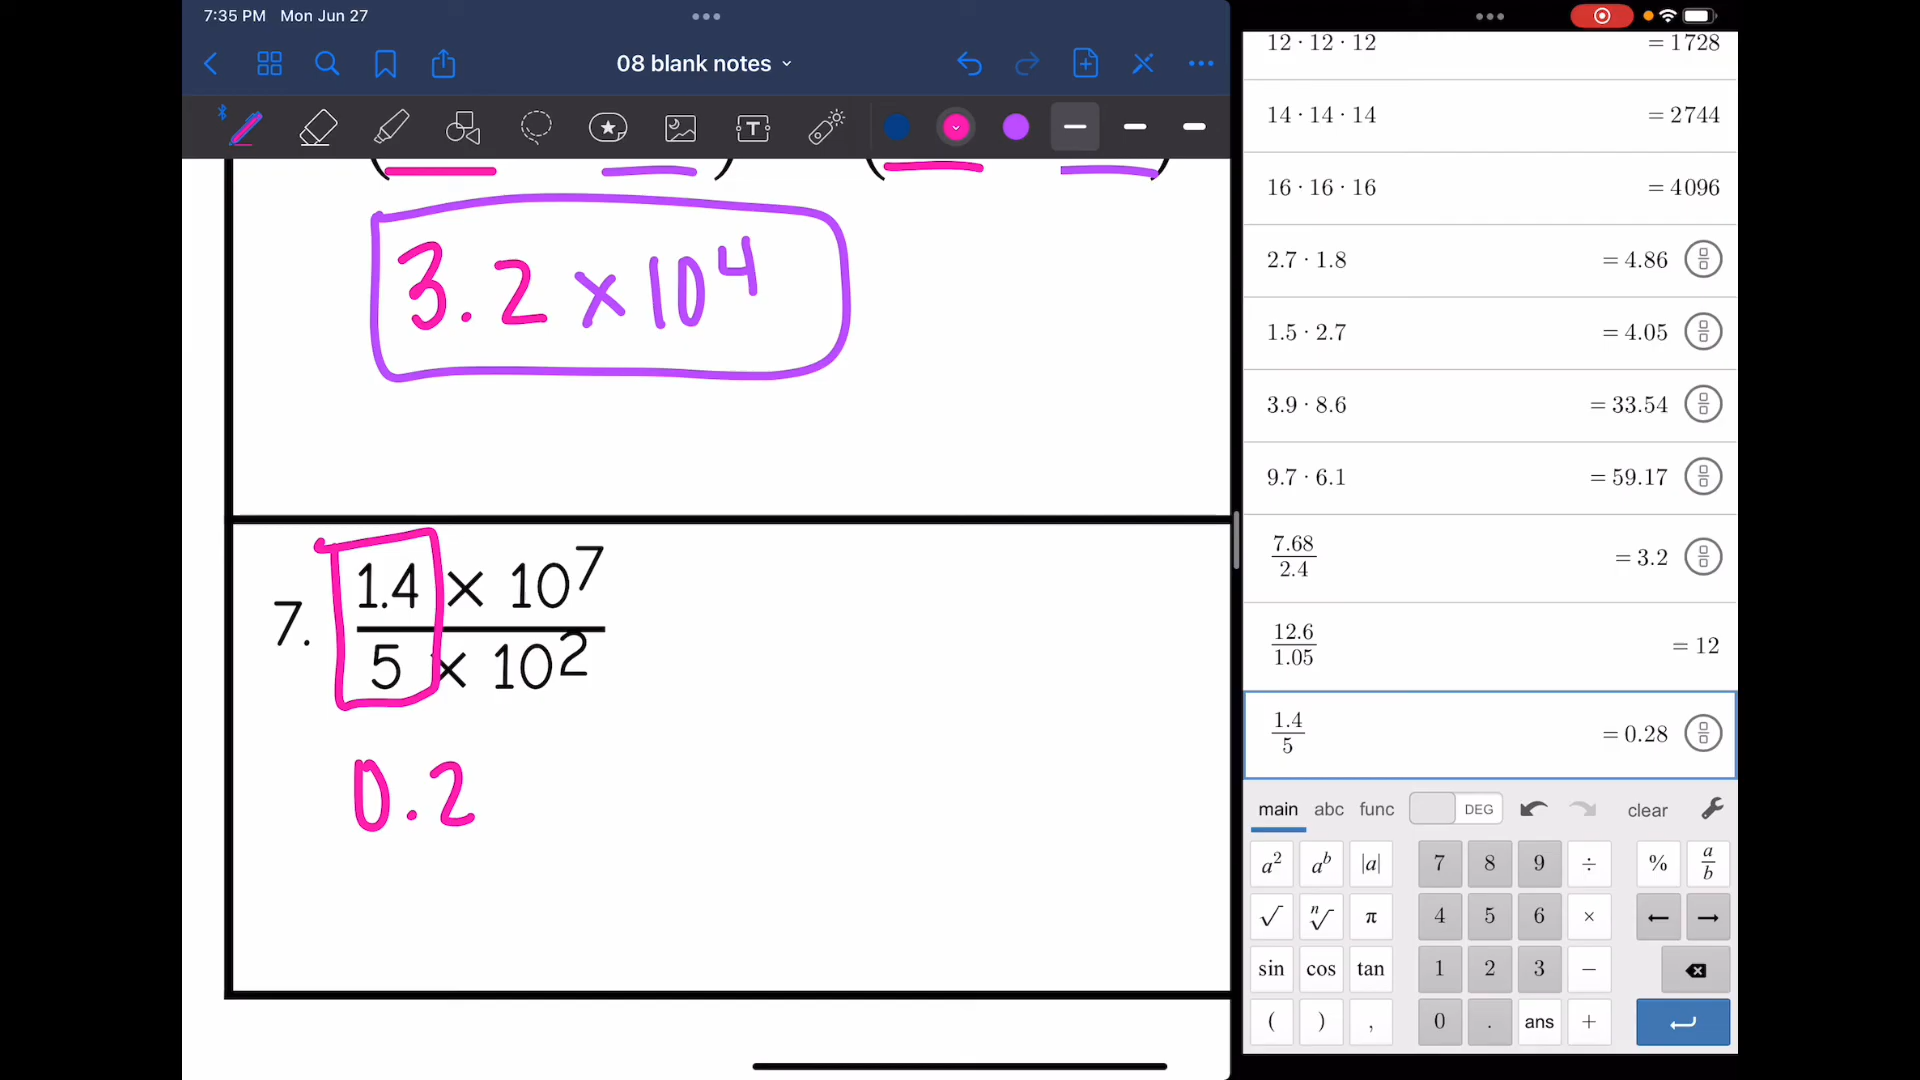 7:35 PM Mon Jun 27
08 blank notes
3.2 × 10⁴
7. 1.4 × 10⁷
5 × 10²
0.2
12 · 12 · 12 = 1728
14 · 14 · 14 = 2744
16 · 16 · 16 = 4096
2.7 · 1.8 = 4.86
1.5 · 2.7 = 4.05
3.9 · 8.6 = 33.54
9.7 · 6.1 = 59.17
7.68/2.4 = 3.2
12.6/1.05 = 12
1.4/5 = 0.28
main abc func DEG clear
a² aᵇ |a| 7 8 9 ÷ % a/b
√ ⁿ√ π 4 5 6 × ← →
sin cos tan 1 2 3 −
( ) , 0 . ans +